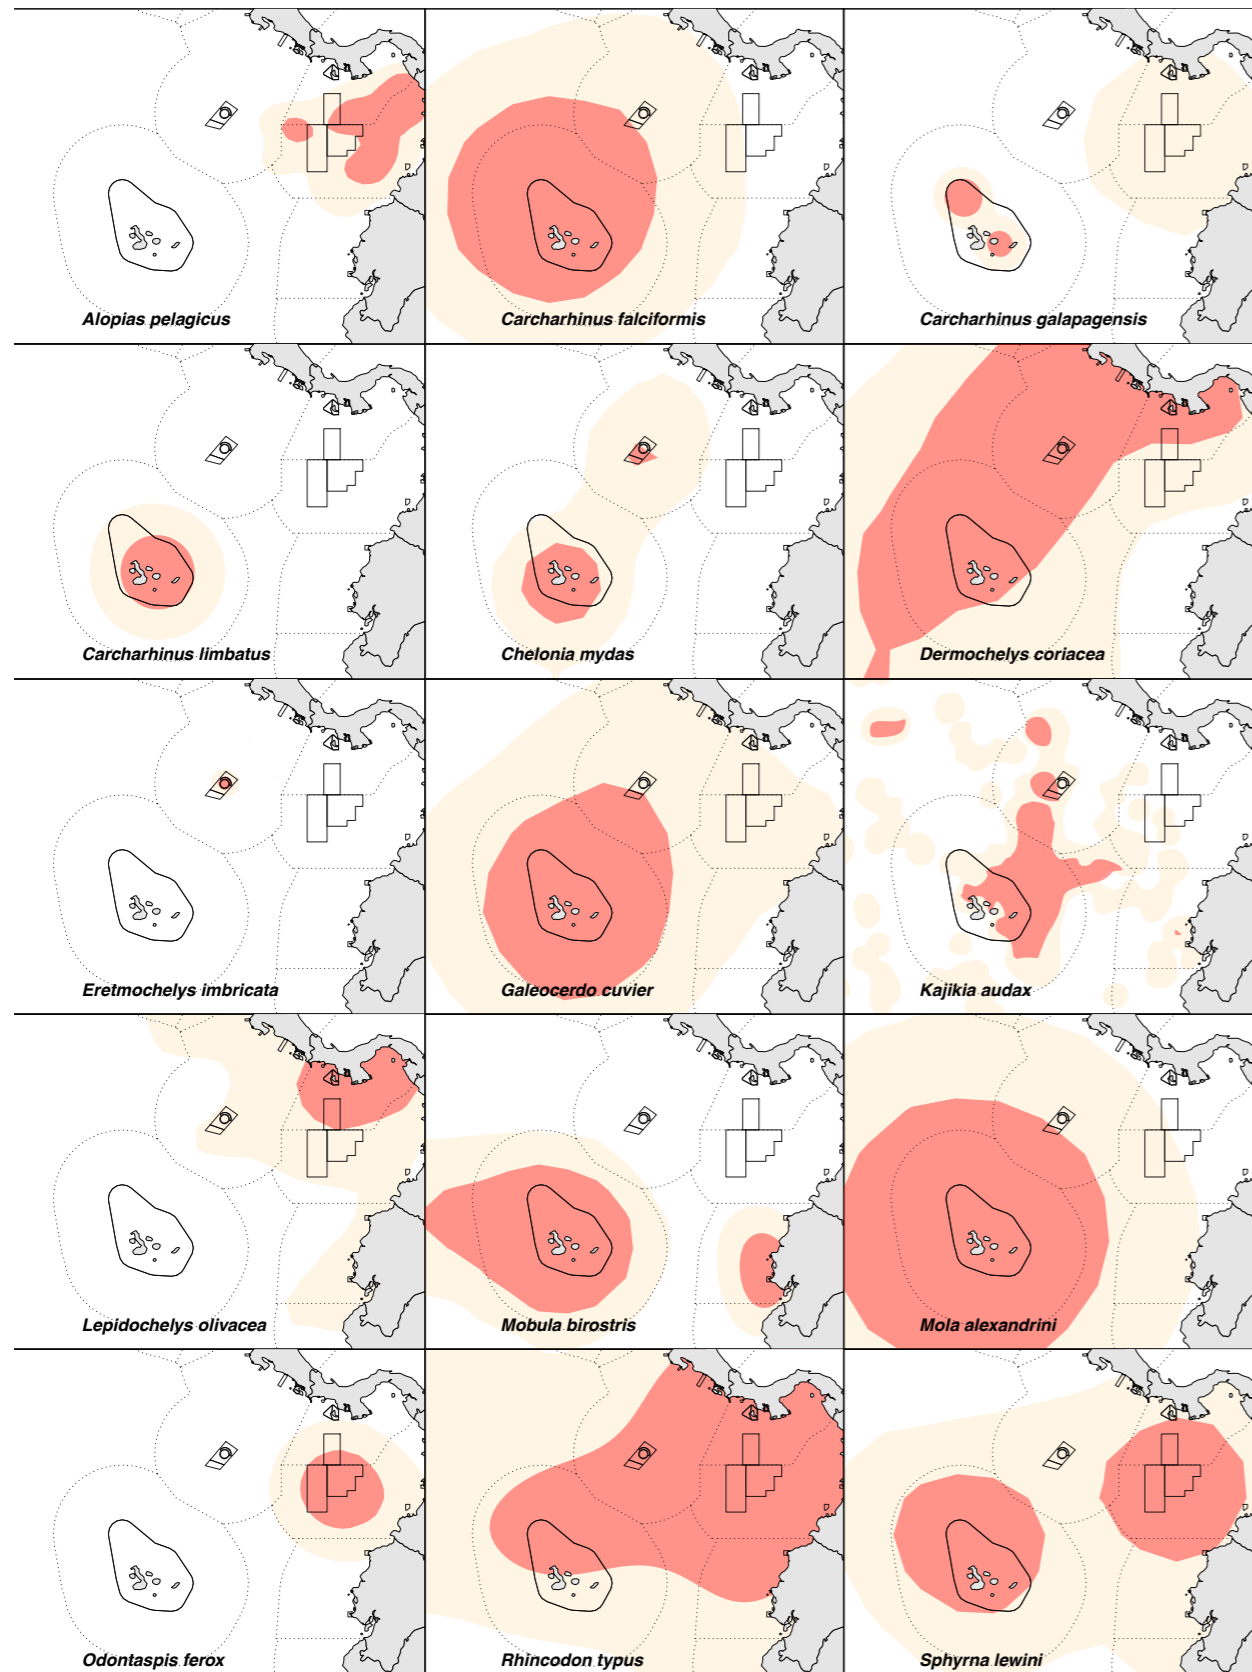 Alopias pelagicus
Carcharhinus falciformis
Carcharhinus galapagensis
Carcharhinus limbatus
Chelonia mydas
Dermochelys coriacea
Eretmochelys imbricata
Galeocerdo cuvier
Kajikia audax
Lepidochelys olivacea
Mobula birostris
Mola alexandrini
Odontaspis ferox
Rhincodon typus
Sphyrna lewini